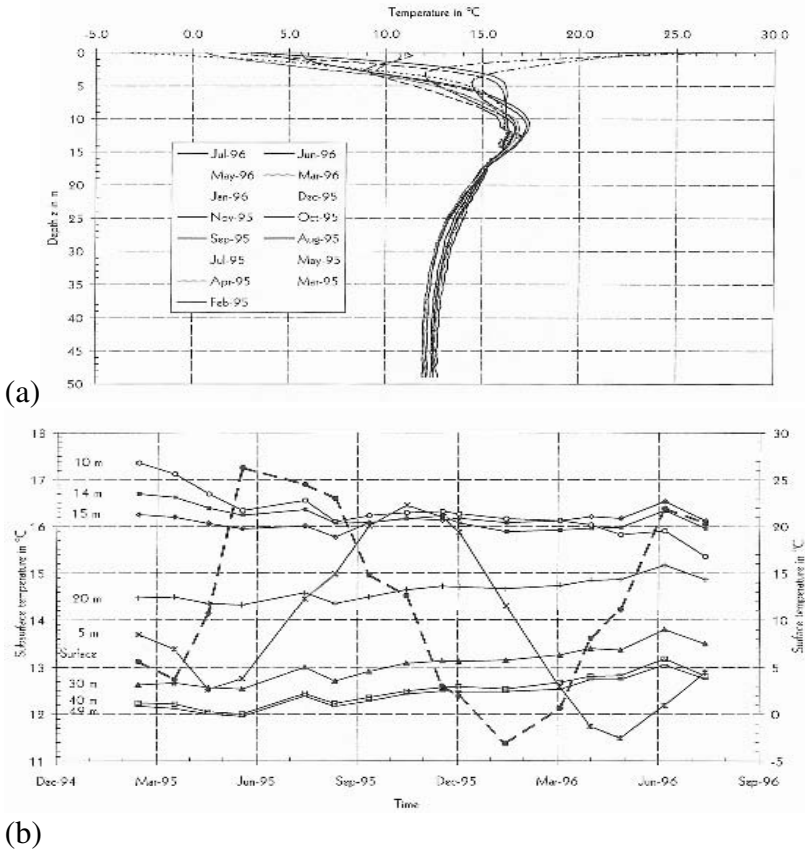 Temperature in °C
-5.0 0.0 5.0 10.0 15.0 20.0 25.0 30.0
0
5
10
15
20
25
30
35
40
45
50
Depth z in m
Jul-96 Jun-96
May-96 Mar-96
Jan-96 Dec-95
Nov-95 Oct-95
Sep-95 Aug-95
Jul-95 May-95
Apr-95 Mar-95
Feb-95
(a)
18
17
16
15
14
13
12
11
Subsurface temperature in °C
10 m
14 m
15 m
20 m
5 m
Surface
30 m
40 m
49 m
30
25
20
15
10
5
0
-5
Surface temperature in °C
Dec-94 Mar-95 Jun-95 Sep-95 Dec-95 Mar-96 Jun-96 Sep-96
Time
(b)